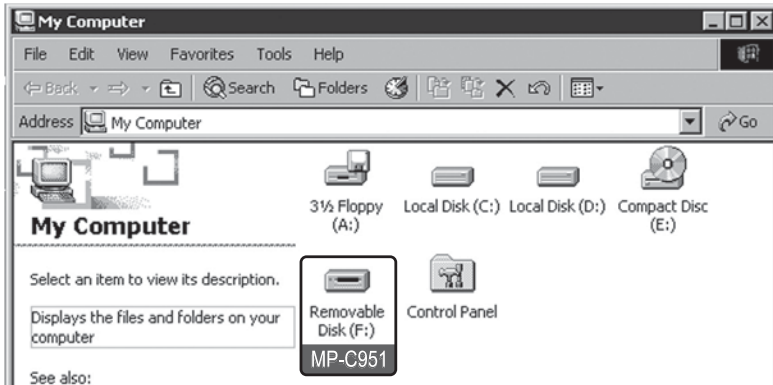 My Computer
File Edit View Favorites Tools Help
Back Search Folders
Address My Computer Go
3½ Floppy (A:)
Local Disk (C:)
Local Disk (D:)
Compact Disc (E:)
My Computer
Select an item to view its description.
Displays the files and folders on your
computer
See also:
Removable
Disk (F:)
MP-C951
Control Panel